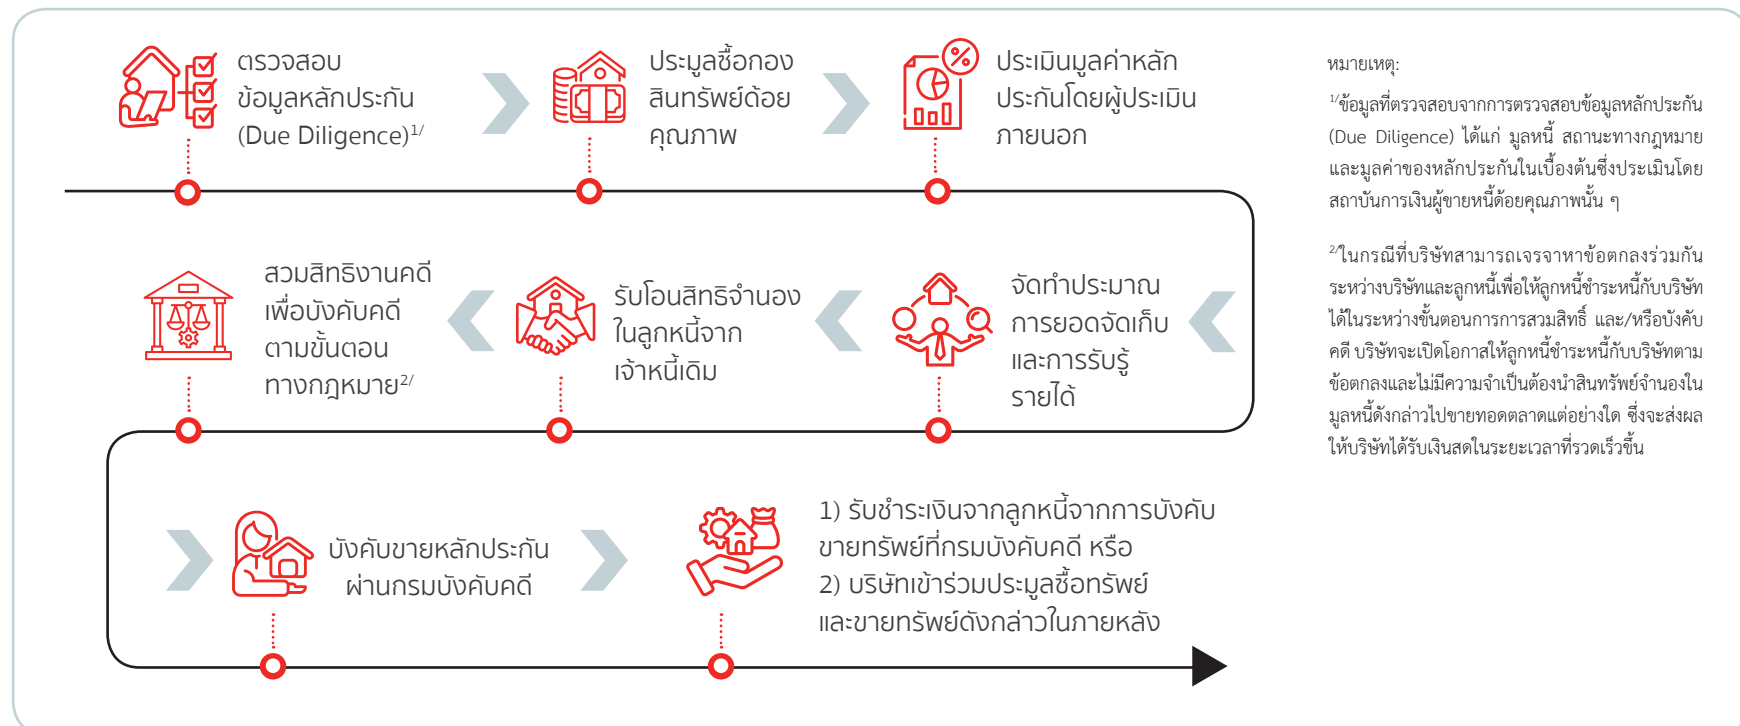 ตรวจสอบ
ข้อมูลหลักประกัน
(Due Diligence)1/
ประมูลซื้อกอง
สินทรัพย์ด้อย
คุณภาพ
ประเมินมูลค่าหลัก
ประกันโดยผู้ประเมิน
ภายนอก
จัดทำประมาณ
การยอดจัดเก็บ
และการรับรู้
รายได้
รับโอนสิทธิจำนอง
ในลูกหนี้จาก
เจ้าหนี้เดิม
สวมสิทธิงานคดี
เพื่อบังคับคดี
ตามขั้นตอน
ทางกฎหมาย2/
บังคับขายหลักประกัน
ผ่านกรมบังคับคดี
1) รับชำระเงินจากลูกหนี้จากการบังคับ
ขายทรัพย์ที่กรมบังคับคดี หรือ
2) บริษัทเข้าร่วมประมูลซื้อทรัพย์
และขายทรัพย์ดังกล่าวในภายหลัง
หมายเหตุ:
1/ข้อมูลที่ตรวจสอบจากการตรวจสอบข้อมูลหลักประกัน
(Due Diligence) ได้แก่ มูลหนี้ สถานะทางกฎหมาย
และมูลค่าของหลักประกันในเบื้องต้นซึ่งประเมินโดย
สถาบันการเงินผู้ขายหนี้ด้อยคุณภาพนั้น ๆ
2/ในกรณีที่บริษัทสามารถเจรจาหาข้อตกลงร่วมกัน
ระหว่างบริษัทและลูกหนี้เพื่อให้ลูกหนี้ชำระหนี้กับบริษัท
ได้ในระหว่างขั้นตอนการการสวมสิทธิ์ และ/หรือบังคับ
คดี บริษัทจะเปิดโอกาสให้ลูกหนี้ชำระหนี้กับบริษัทตาม
ข้อตกลงและไม่มีความจำเป็นต้องนำสินทรัพย์จำนองใน
มูลหนี้ดังกล่าวไปขายทอดตลาดแต่อย่างใด ซึ่งจะส่งผล
ให้บริษัทได้รับเงินสดในระยะเวลาที่รวดเร็วขึ้น